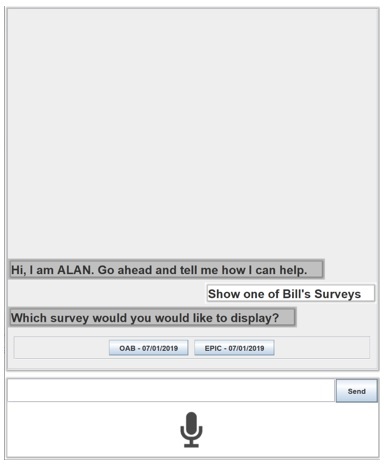 Hi, I am ALAN. Go ahead and tell me how I can help.
Show one of Bill's Surveys
Which survey would you would like to display?
OAB - 07/01/2019 EPIC - 07/01/2019
Send